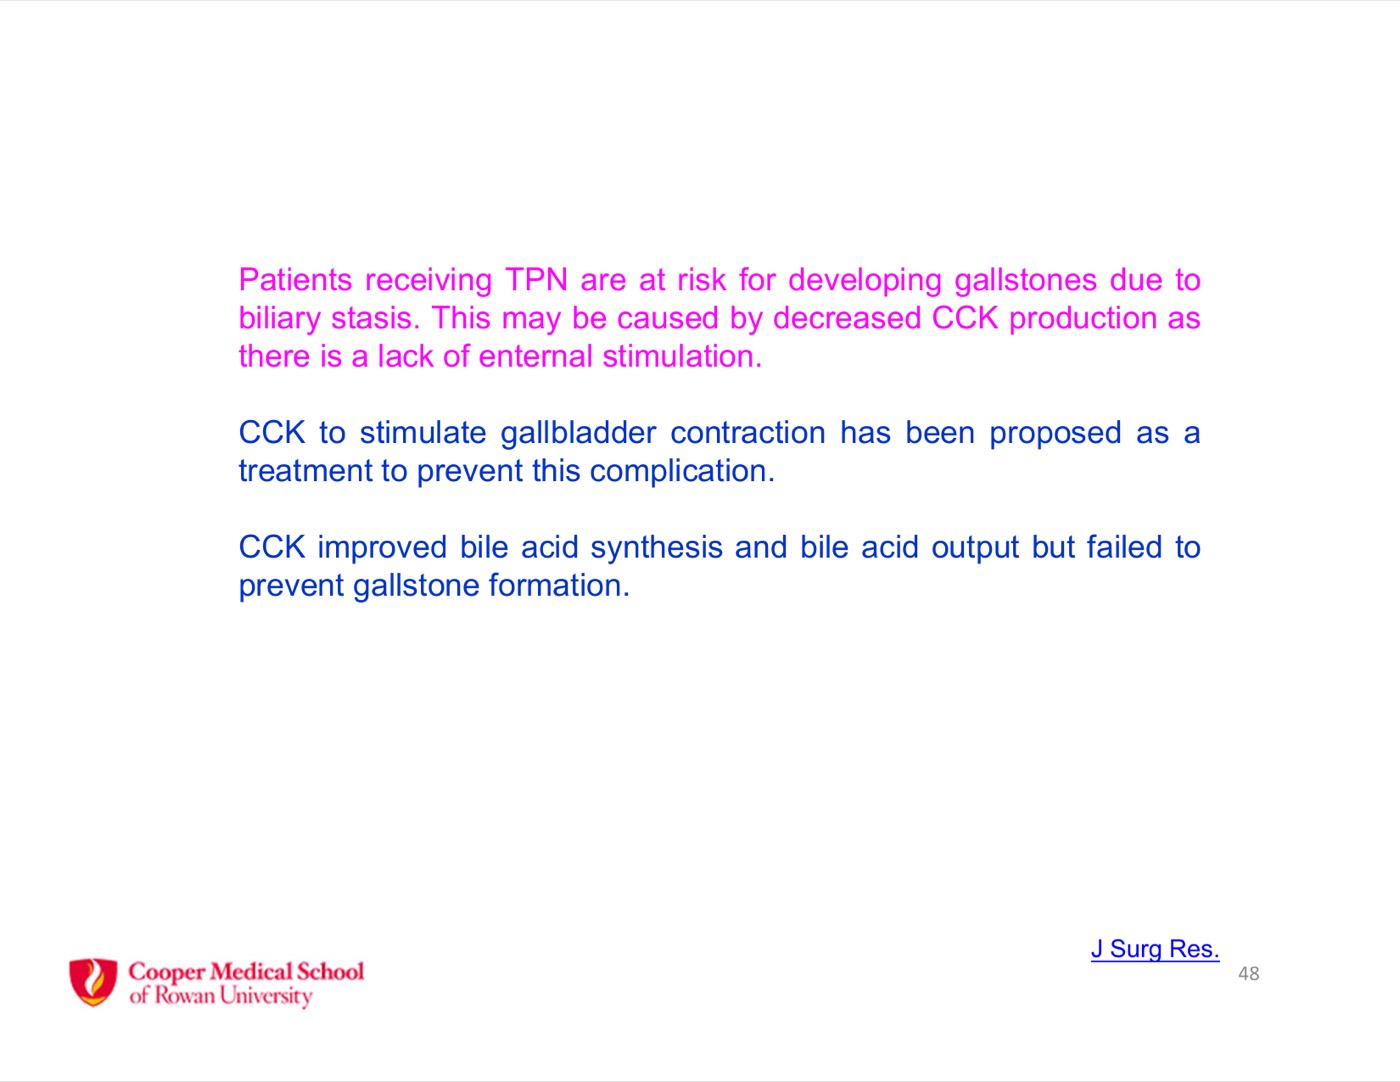 Patients receiving TPN are at risk for developing gallstones due to
biliary stasis. This may be caused by decreased CCK production as
there is a lack of enternal stimulation.
CCK to stimulate gallbladder contraction has been proposed as a
treatment to prevent this complication.
CCK improved bile acid synthesis and bile acid output but failed to
prevent gallstone formation.
J Surg Res.
Cooper Medical School
of Rowan University
48